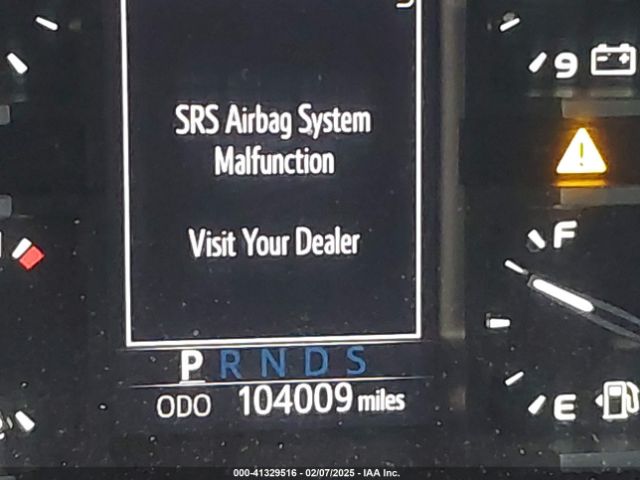 9
SRS Airbag System
Malfunction
Visit Your Dealer
F
P R N D S
ODO 104009 miles
E
000-41329516 - 02/07/2025 - IAA Inc.